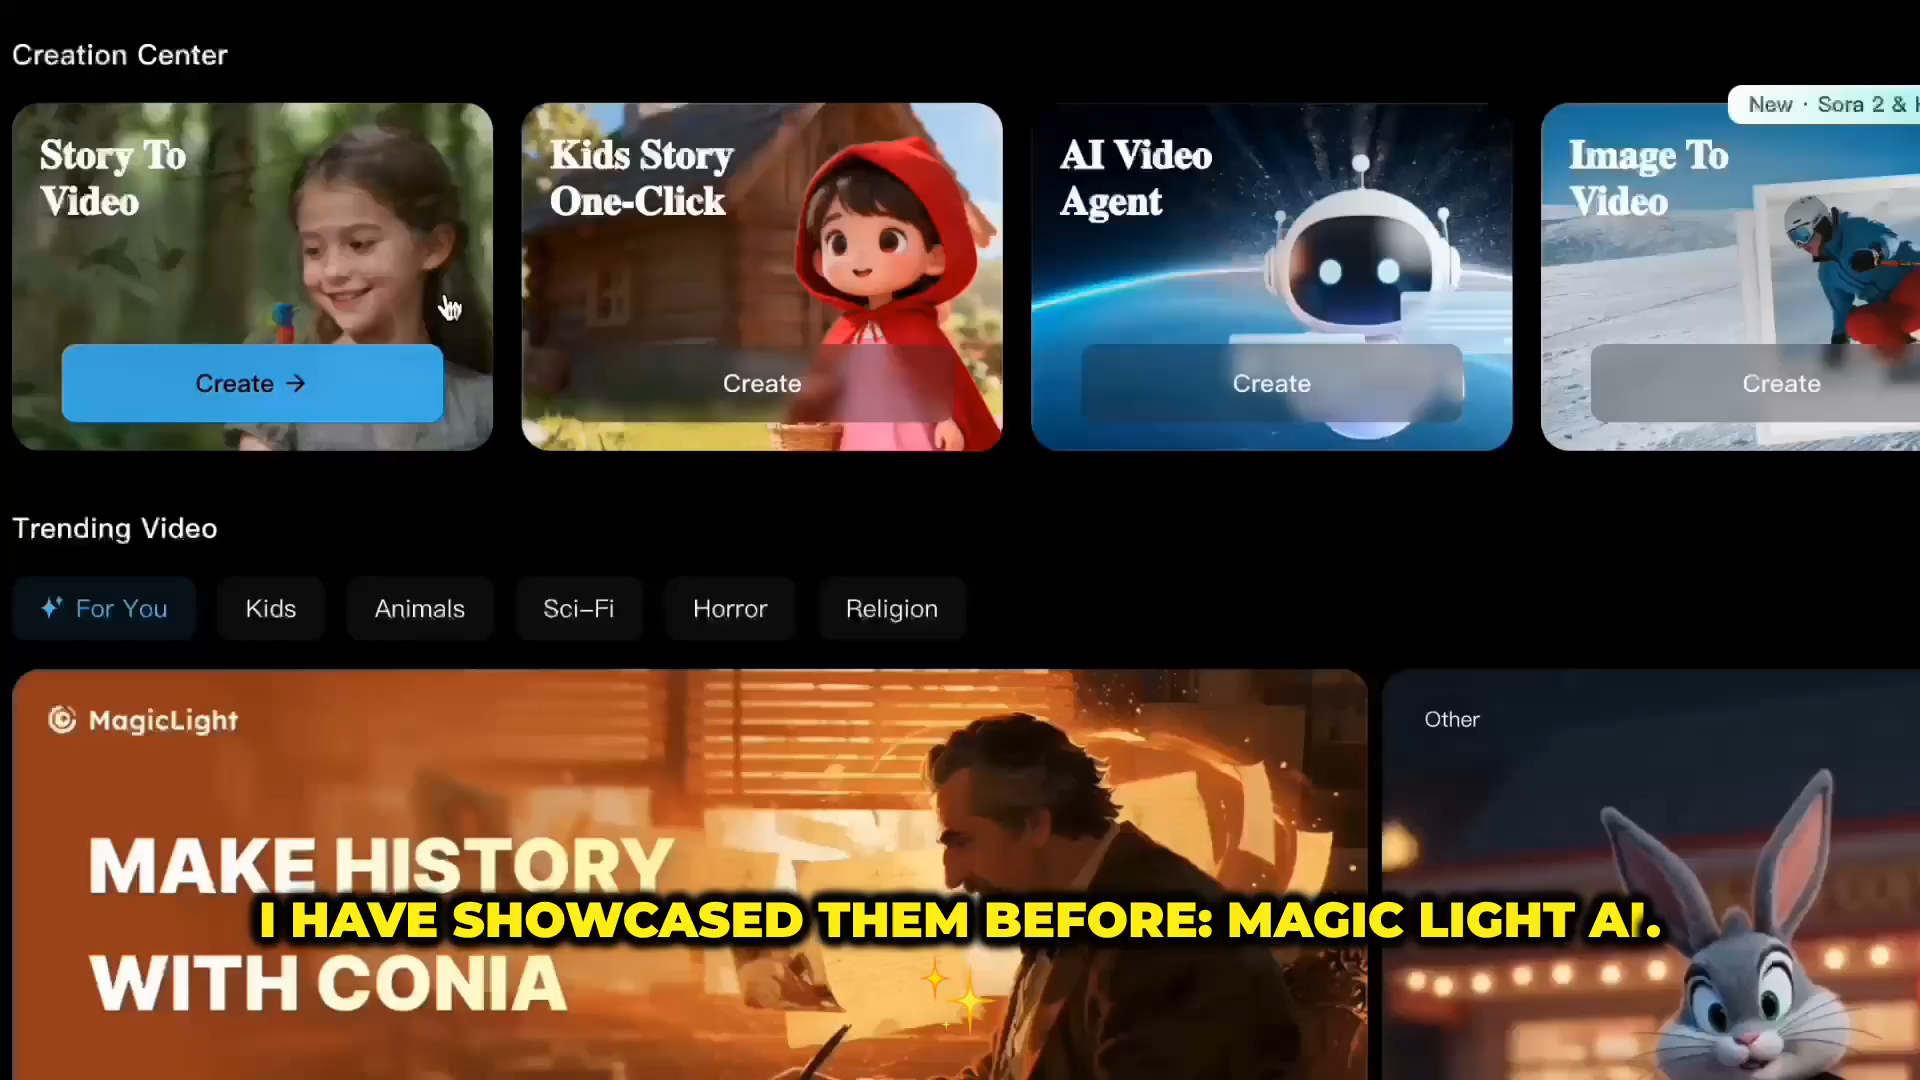 Creation Center
New · Sora 2 &
Story To
Video
Create →
Kids Story
One-Click
Create
AI Video
Agent
Create
Image To
Video
Create
Trending Video
For You
Kids
Animals
Sci-Fi
Horror
Religion
MagicLight
MAKE HISTORY
WITH CONIA
Other
I HAVE SHOWCASED THEM BEFORE: MAGIC LIGHT AI.